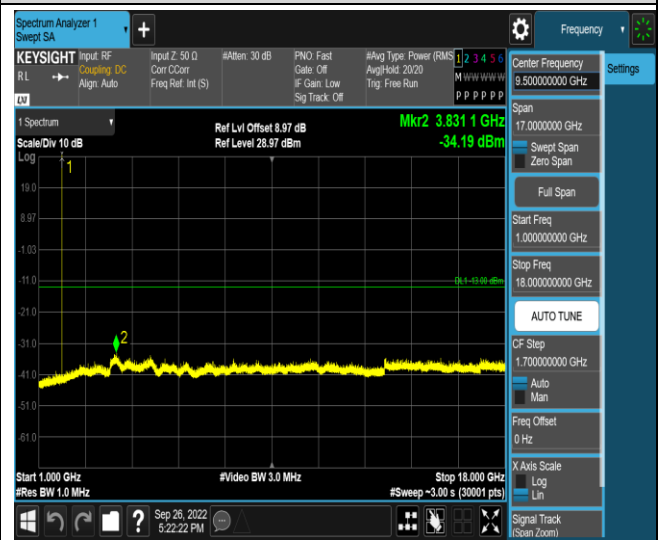 Spectrum Analyzer 1
Swept SA
+
Frequency
KEYSIGHT
RL
LXI
Input: RF
Coupling: DC
Align: Auto
Input Z: 50 Ω
Corr CCorr
Freq Ref: Int (S)
#Atten: 30 dB
PNO: Fast
Gate: Off
IF Gain: Low
Sig Track: Off
#Avg Type: Power (RMS
Avg|Hold: 20/20
Trig: Free Run
1 2 3 4 5 6
M W W W W W
P P P P P P
1 Spectrum
Scale/Div 10 dB
Ref Lvl Offset 8.97 dB
Ref Level 28.97 dBm
Mkr2 3.831 1 GHz
-34.19 dBm
Log
1
19.0
8.97
-1.03
-11.0
DL1 -13.00 dBm
-21.0
-31.0
2
-41.0
-51.0
-61.0
Start 1.000 GHz
#Res BW 1.0 MHz
#Video BW 3.0 MHz
Stop 18.000 GHz
#Sweep ~3.00 s (30001 pts)
?
Sep 26, 2022
5:22:22 PM
Center Frequency
9.500000000 GHz
Span
17.0000000 GHz
Swept Span
Zero Span
Full Span
Start Freq
1.000000000 GHz
Stop Freq
18.000000000 GHz
AUTO TUNE
CF Step
1.700000000 GHz
Auto
Man
Freq Offset
0 Hz
X Axis Scale
Log
Lin
Signal Track
(Span Zoom)
Settings